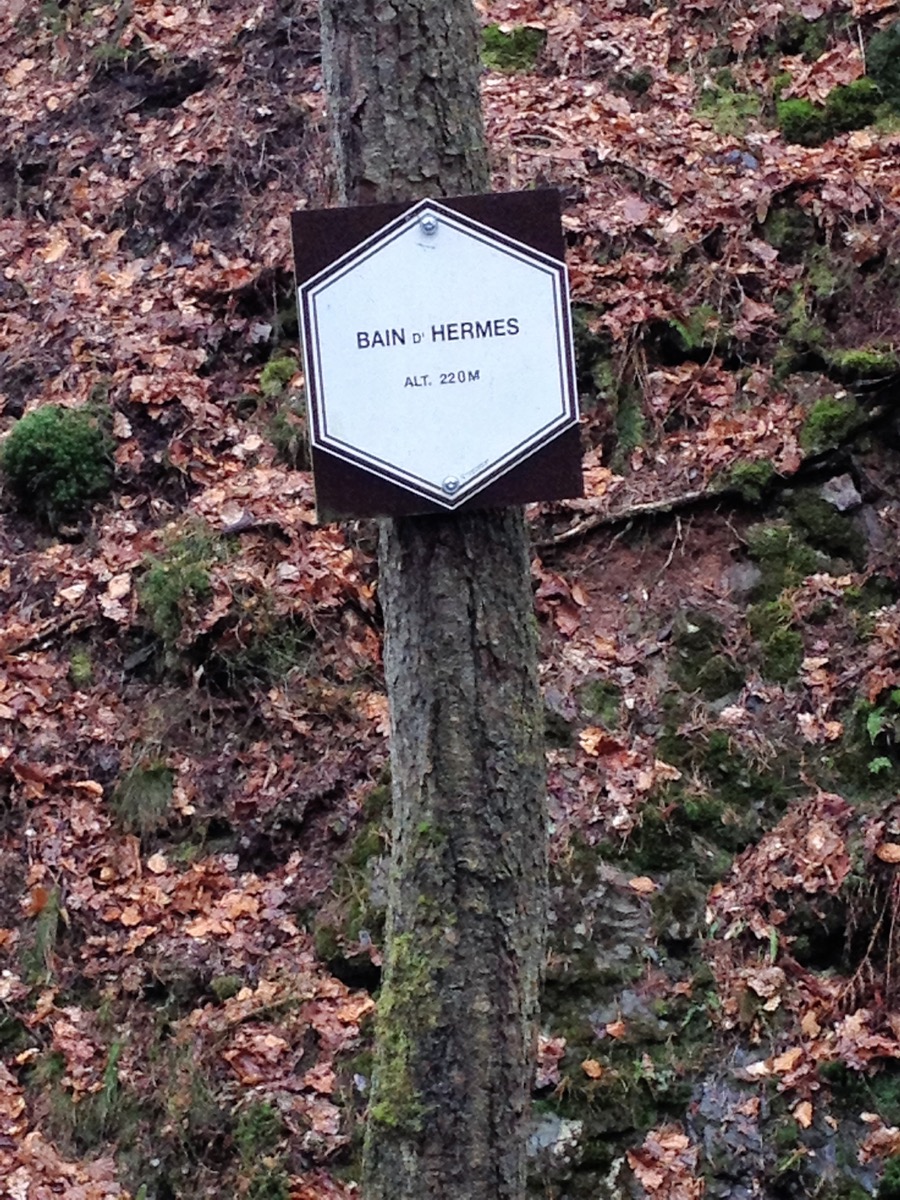 BAIN D' HERMES
ALT. 220M